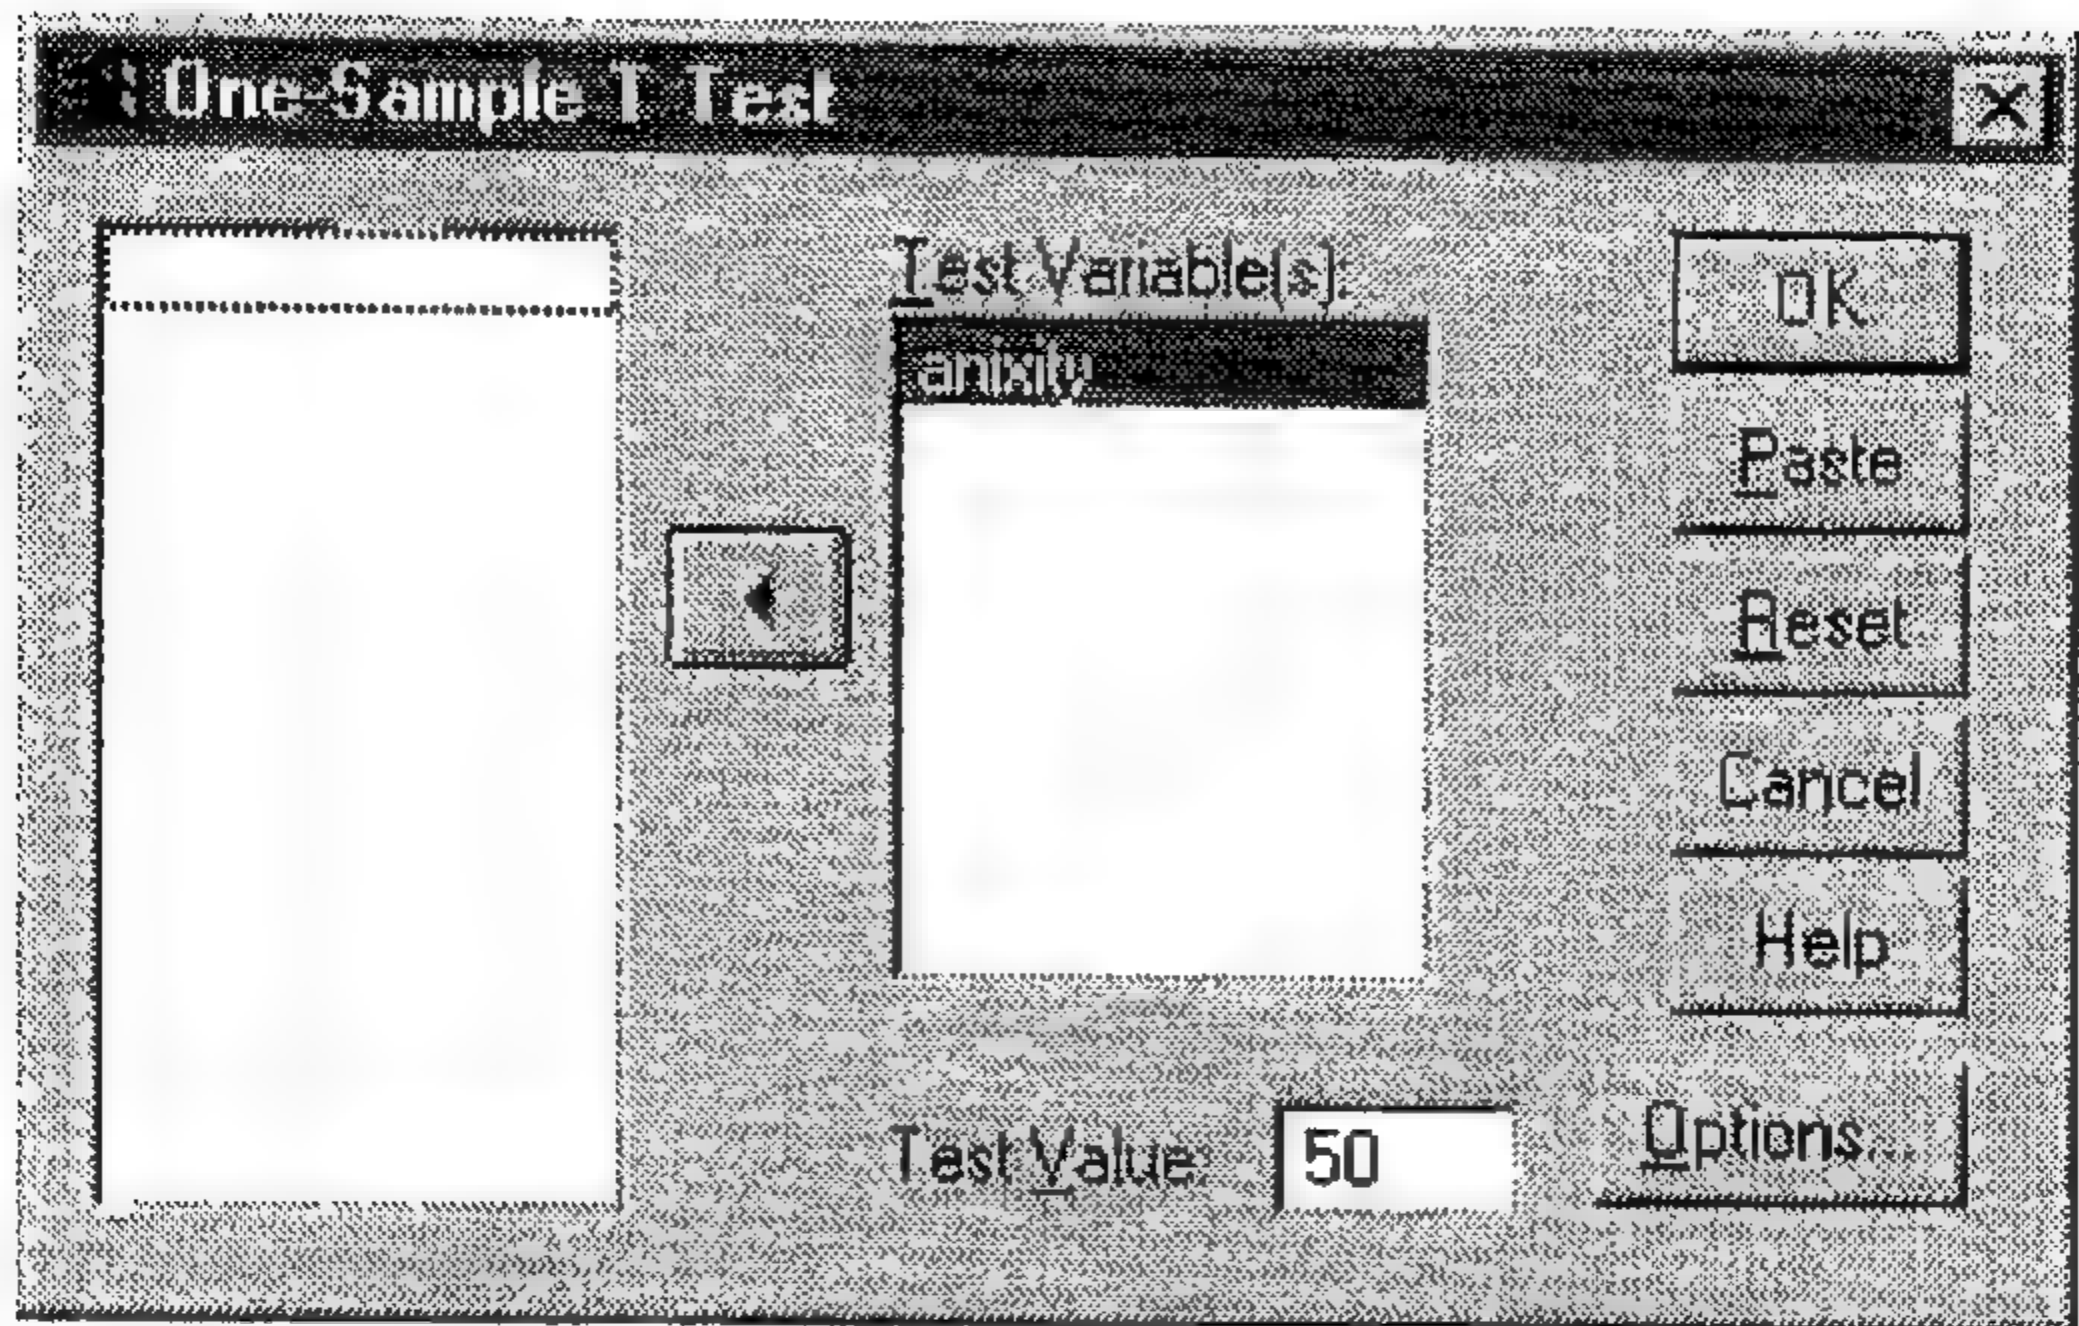 One-Sample T Test
Test Variable(s):
anixity
Test Value:
50
OK
Paste
Reset
Cancel
Help
Options...